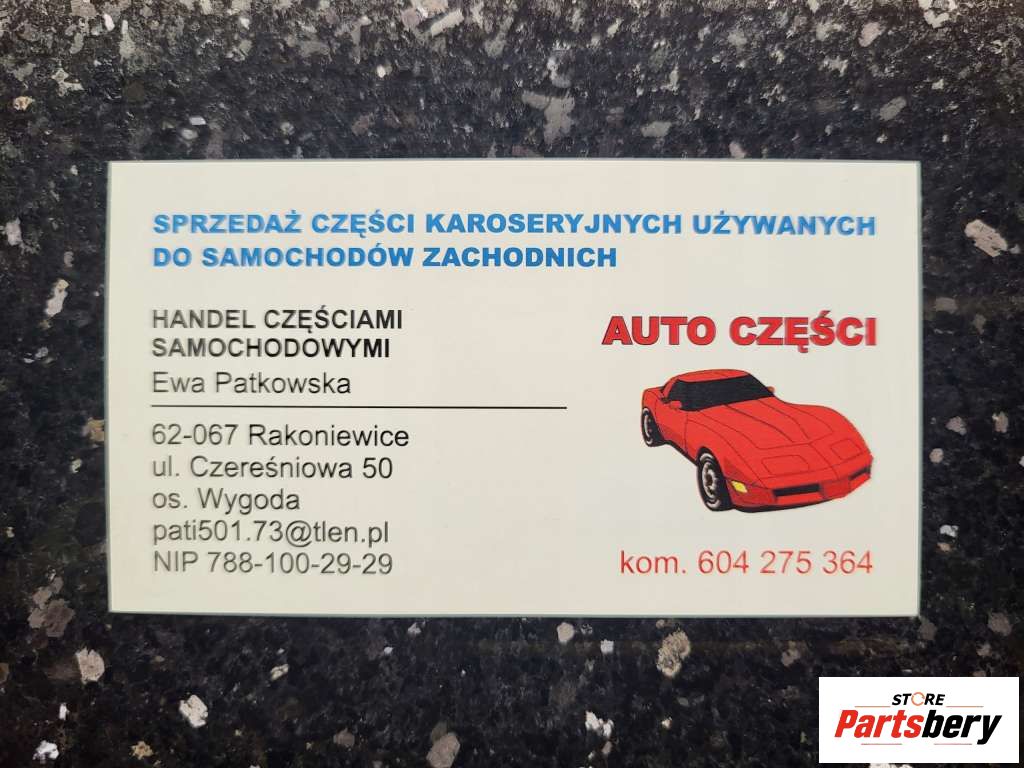 SPRZEDAŻ CZĘŚCI KAROSERYJNYCH UŻYWANYCH
DO SAMOCHODÓW ZACHODNICH
HANDEL CZĘŚCIAMI
SAMOCHODOWYMI
Ewa Patkowska
62-067 Rakoniewice
ul. Czereśniowa 50
os. Wygoda
pati501.73@tlen.pl
NIP 788-100-29-29
AUTO CZĘŚCI
kom. 604 275 364
STORE
Partsbery